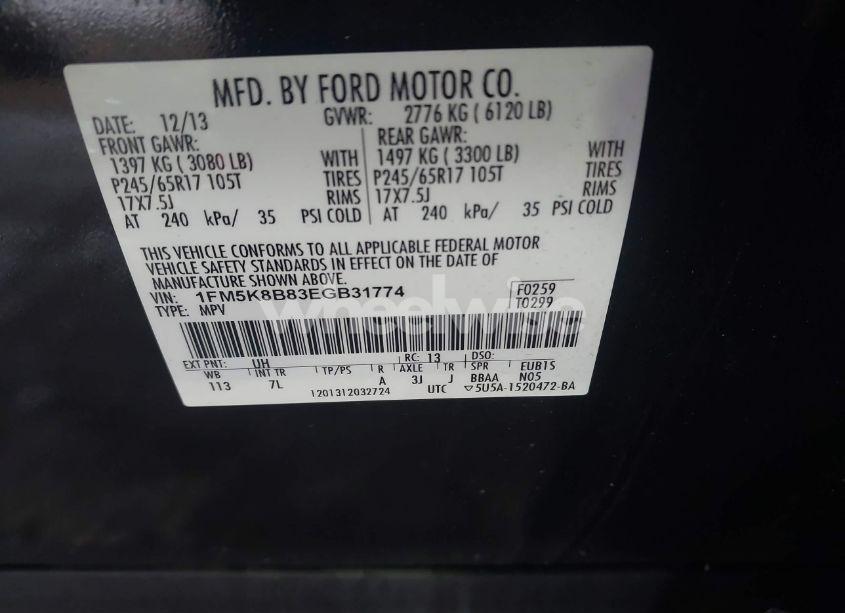 MFD. BY FORD MOTOR CO.
DATE: 12/13 GVWR: 2776 KG ( 6120 LB)
FRONT GAWR: REAR GAWR:
1397 KG ( 3080 LB) WITH 1497 KG ( 3300 LB) WITH
P245/65R17 105T TIRES P245/65R17 105T TIRES
17X7.5J RIMS 17X7.5J RIMS
AT 240 kPa/ 35 PSI COLD AT 240 kPa/ 35 PSI COLD
THIS VEHICLE CONFORMS TO ALL APPLICABLE FEDERAL MOTOR
VEHICLE SAFETY STANDARDS IN EFFECT ON THE DATE OF
MANUFACTURE SHOWN ABOVE.
VIN: 1FM5K8B83EGB31774 F0259
TYPE: MPV T0299
wheelwise
EXT PNT: UH RC: 13 DSO:
WB INT TR TP/PS R AXLE TR SPR EUBTS
113 7L A 3J J BBAA N05
1201312032724 UTC ▽5U5A-1520472-BA